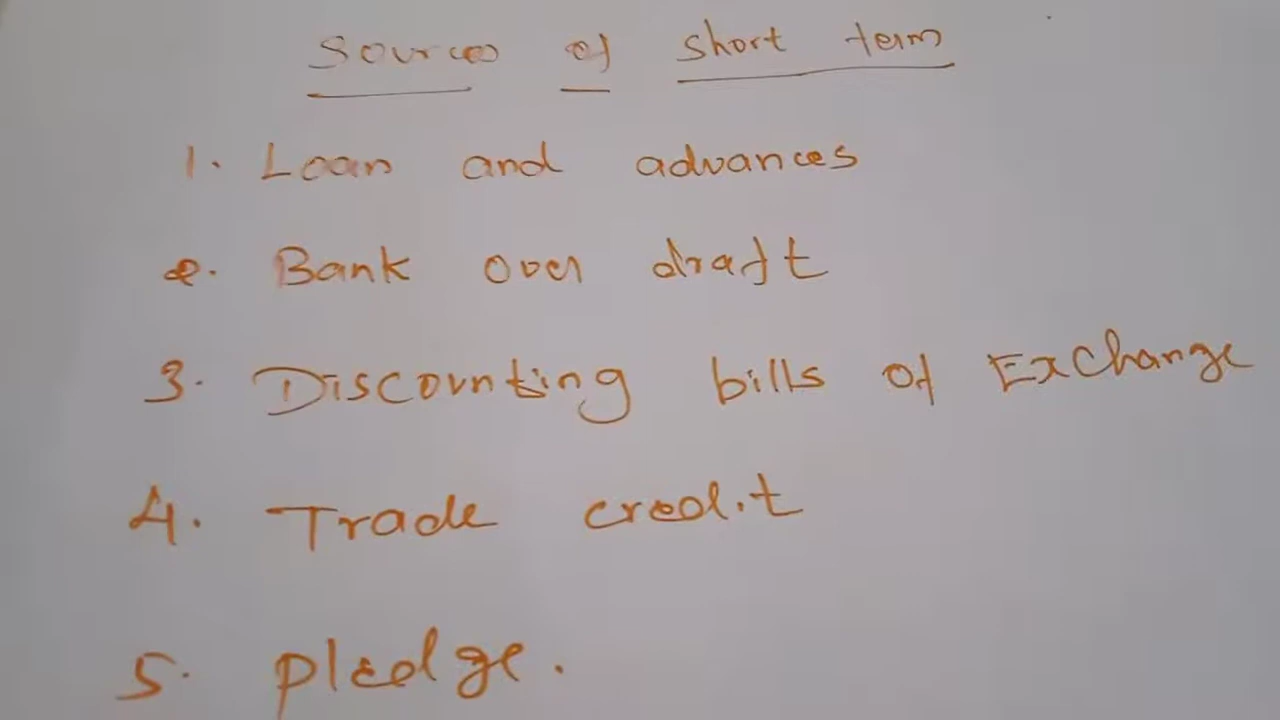 Sources of short term
1. Loan and advances
2. Bank over draft
3. Discounting bills of Exchange
4. Trade credit
5. pledge.